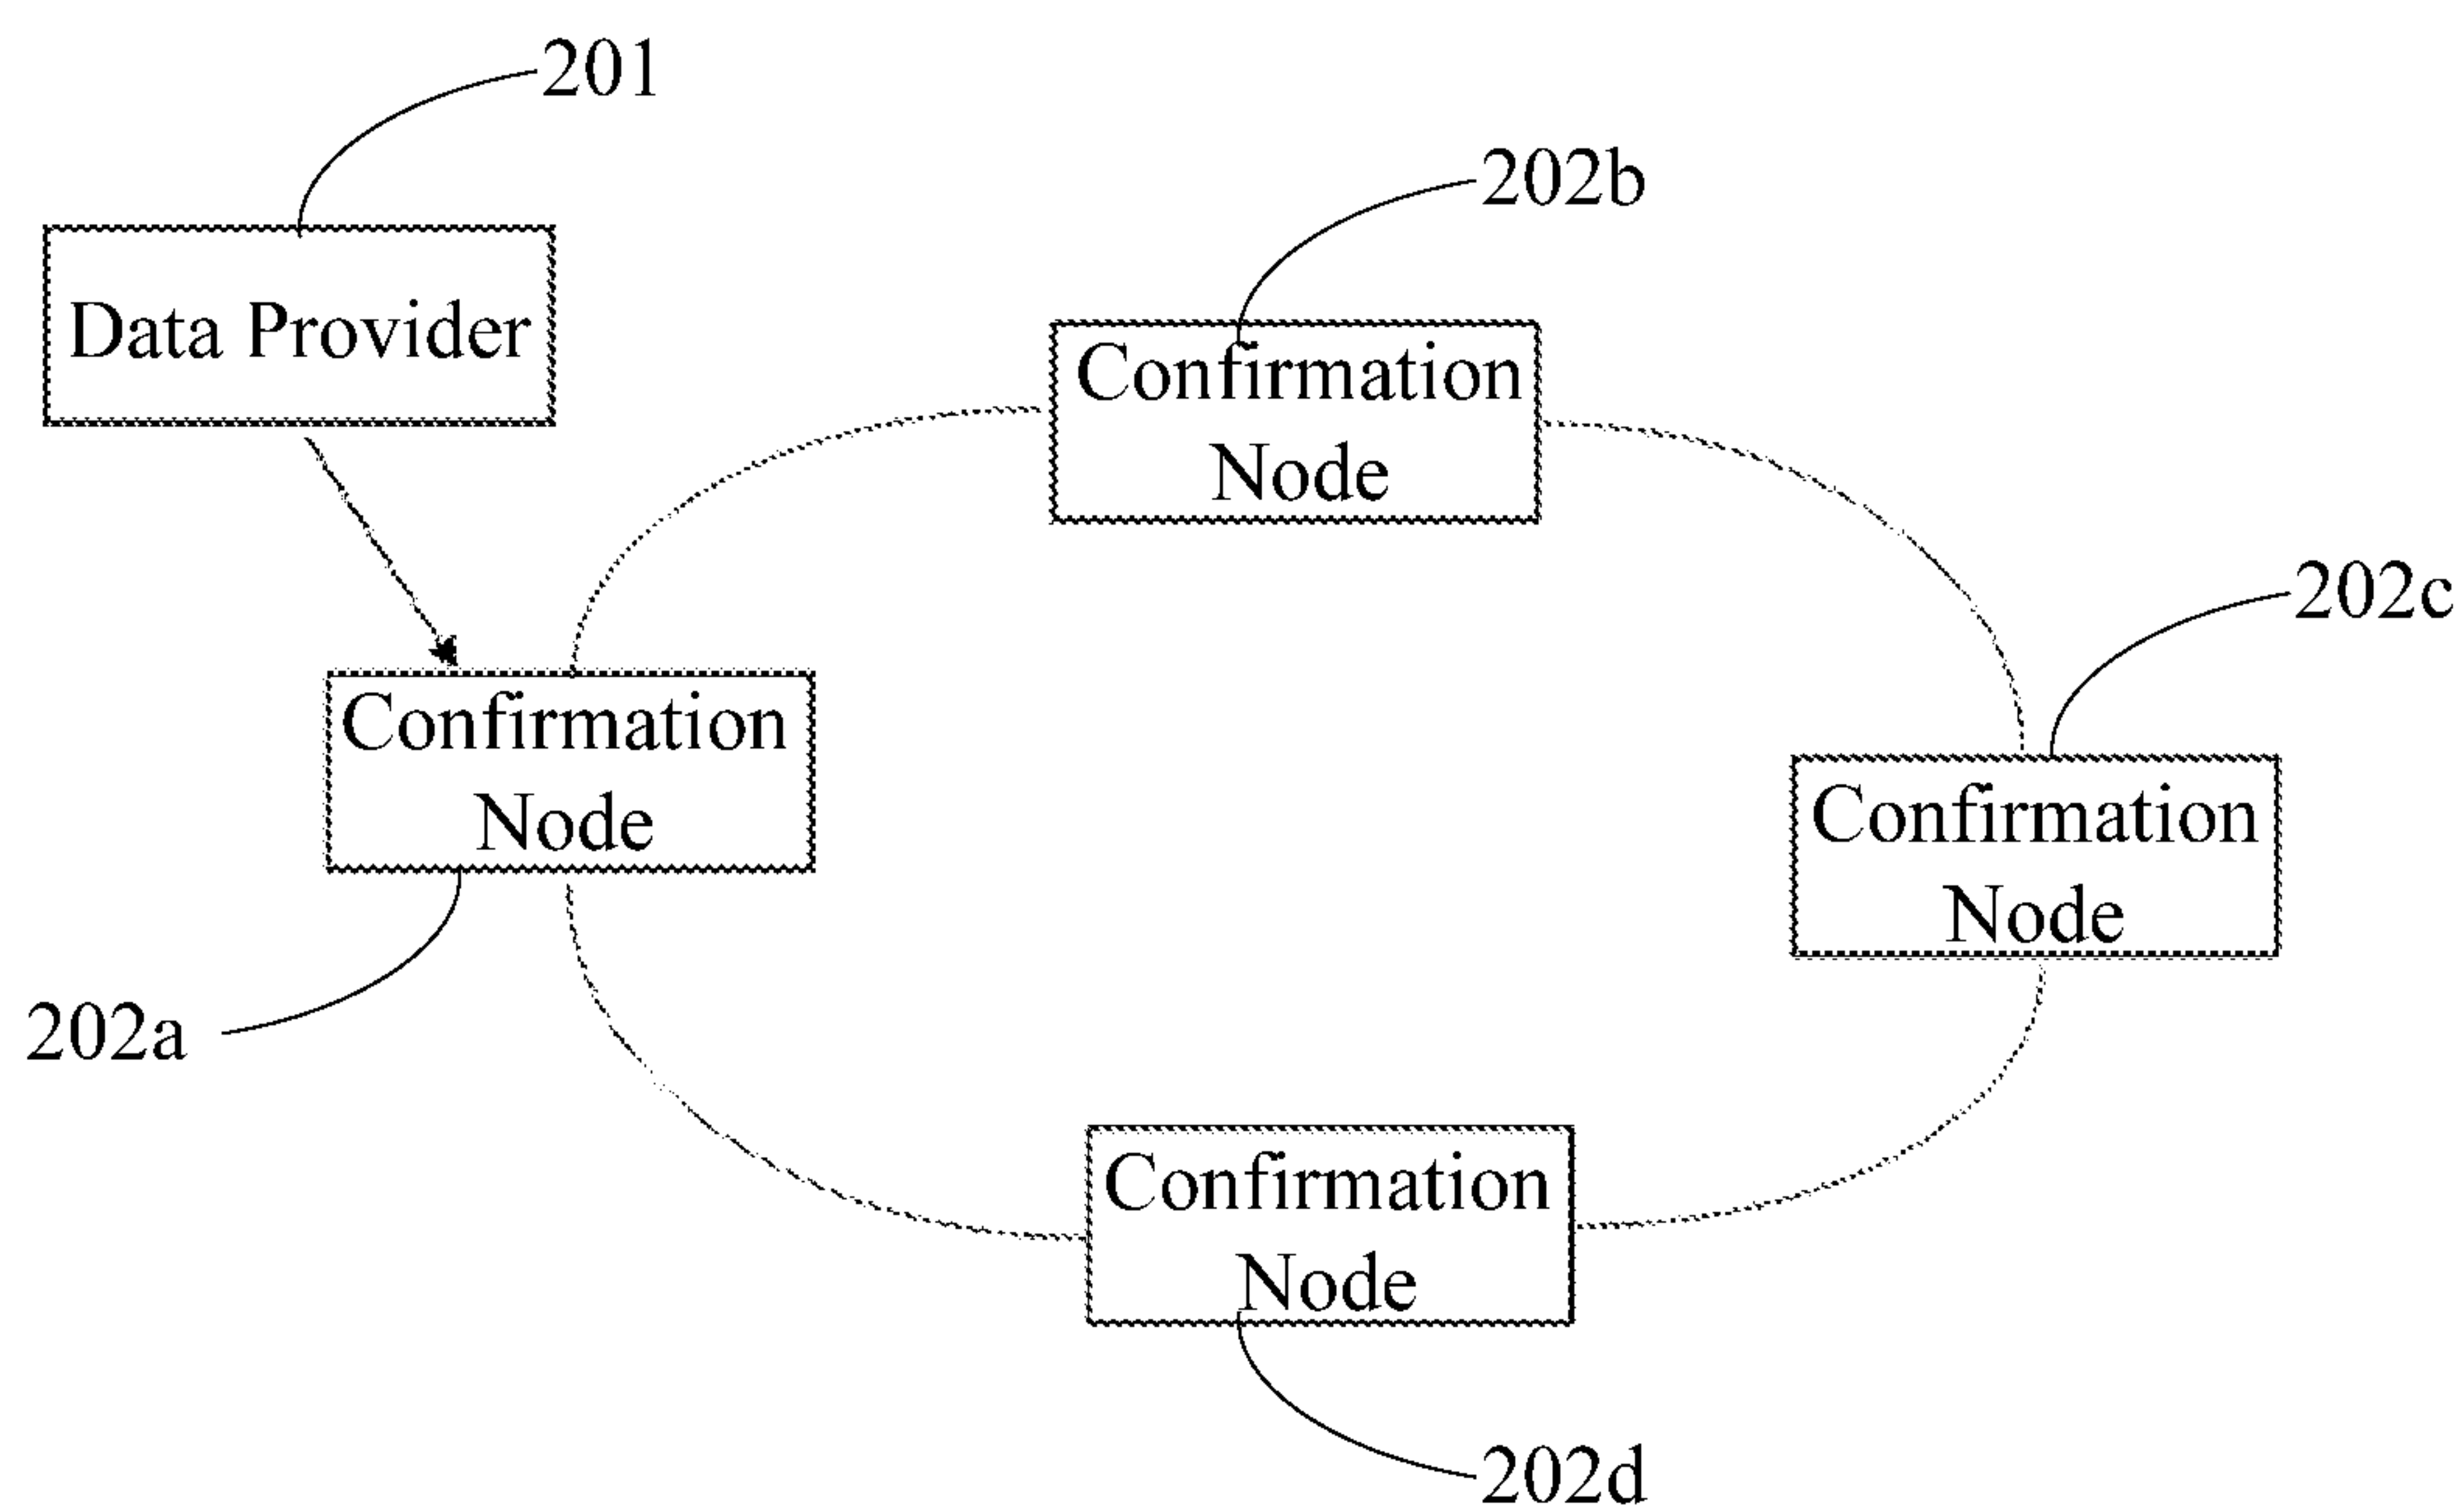 201
202b
Data Provider
Confirmation
Node
202c
Confirmation
Node
Confirmation
Node
202a
Confirmation
Node
202d